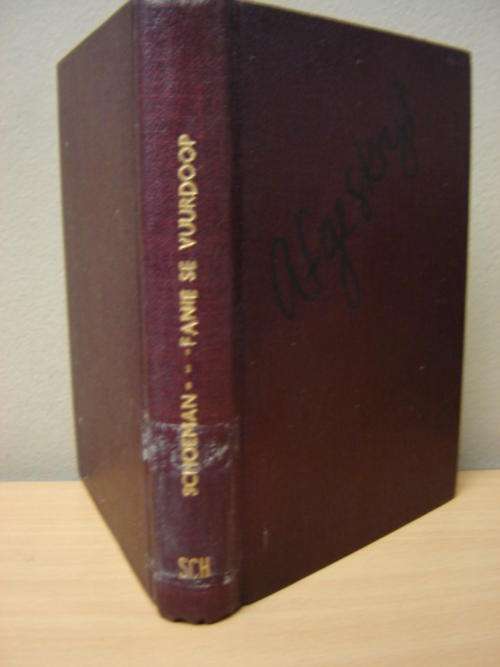 SCHOEMAN - - -FANIE SE VUURDOOP
SCH
Afgeskryf